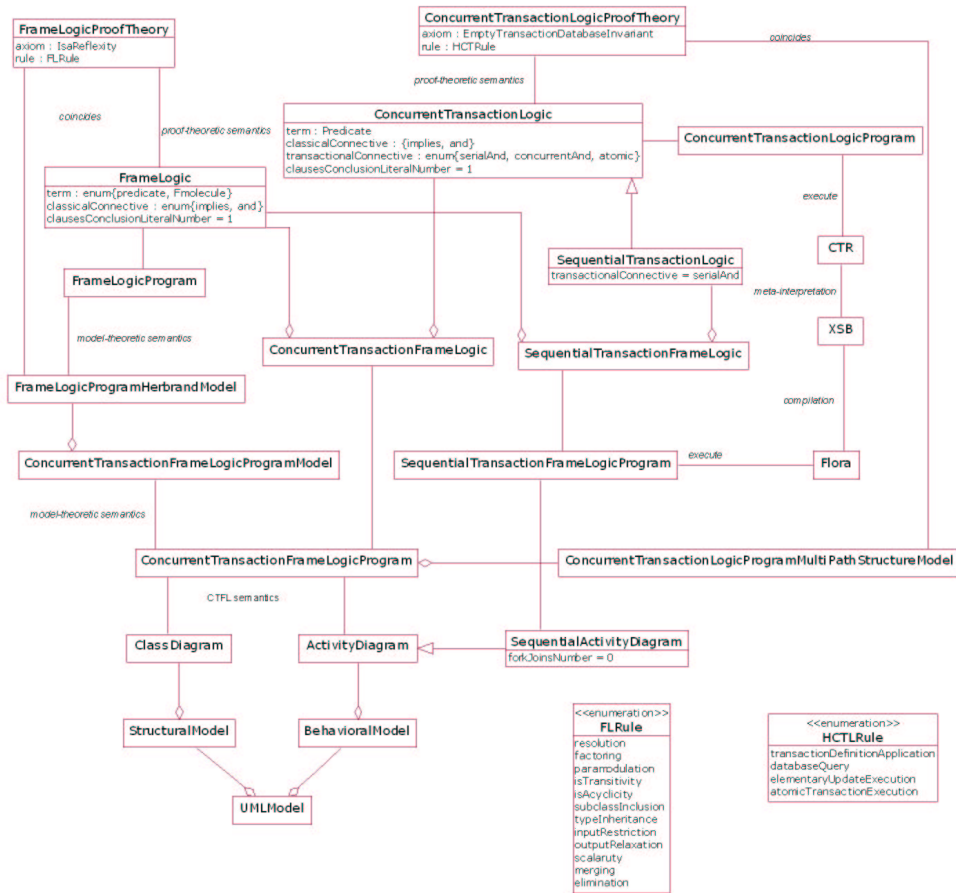 FrameLogicProofTheory
axiom : IsaReflexity
rule : FLRule
ConcurrentTransactionLogicProofTheory
axiom : EmptyTransactionDatabaseInvariant
rule : HCTRule
coincides
proof-theoretic semantics
coincides
proof-theoretic semantics
ConcurrentTransactionLogic
term : Predicate
classicalConnective : {implies, and}
transactionalConnective : enum{serialAnd, concurrentAnd, atomic}
clausesConclusionLiteralNumber = 1
ConcurrentTransactionLogicProgram
FrameLogic
term : enum{predicate, Fmolecule}
classicalConnective : enum{implies, and}
clausesConclusionLiteralNumber = 1
execute
CTR
SequentialTransactionLogic
transactionalConnective = serialAnd
FrameLogicProgram
meta-interpretation
XSB
model-theoretic semantics
ConcurrentTransactionFrameLogic
SequentialTransactionFrameLogic
FrameLogicProgramHerbrandModel
compilation
ConcurrentTransactionFrameLogicProgramModel
SequentialTransactionFrameLogicProgram
execute
Flora
model-theoretic semantics
ConcurrentTransactionFrameLogicProgram
ConcurrentTransactionLogicProgramMultiPathStructureModel
CTFL semantics
ClassDiagram
ActivityDiagram
SequentialActivityDiagram
forkJoinsNumber = 0
StructuralModel
BehavioralModel
UMLModel
<<enumeration>>
FLRule
resolution
factoring
paramodulation
isTransitivity
isAcyclicity
subclassInclusion
typeInheritance
inputRestriction
outputRelaxation
scalaruty
merging
elimination
<<enumeration>>
HCTLRule
transactionDefinitionApplication
databaseQuery
elementaryUpdateExecution
atomicTransactionExecution